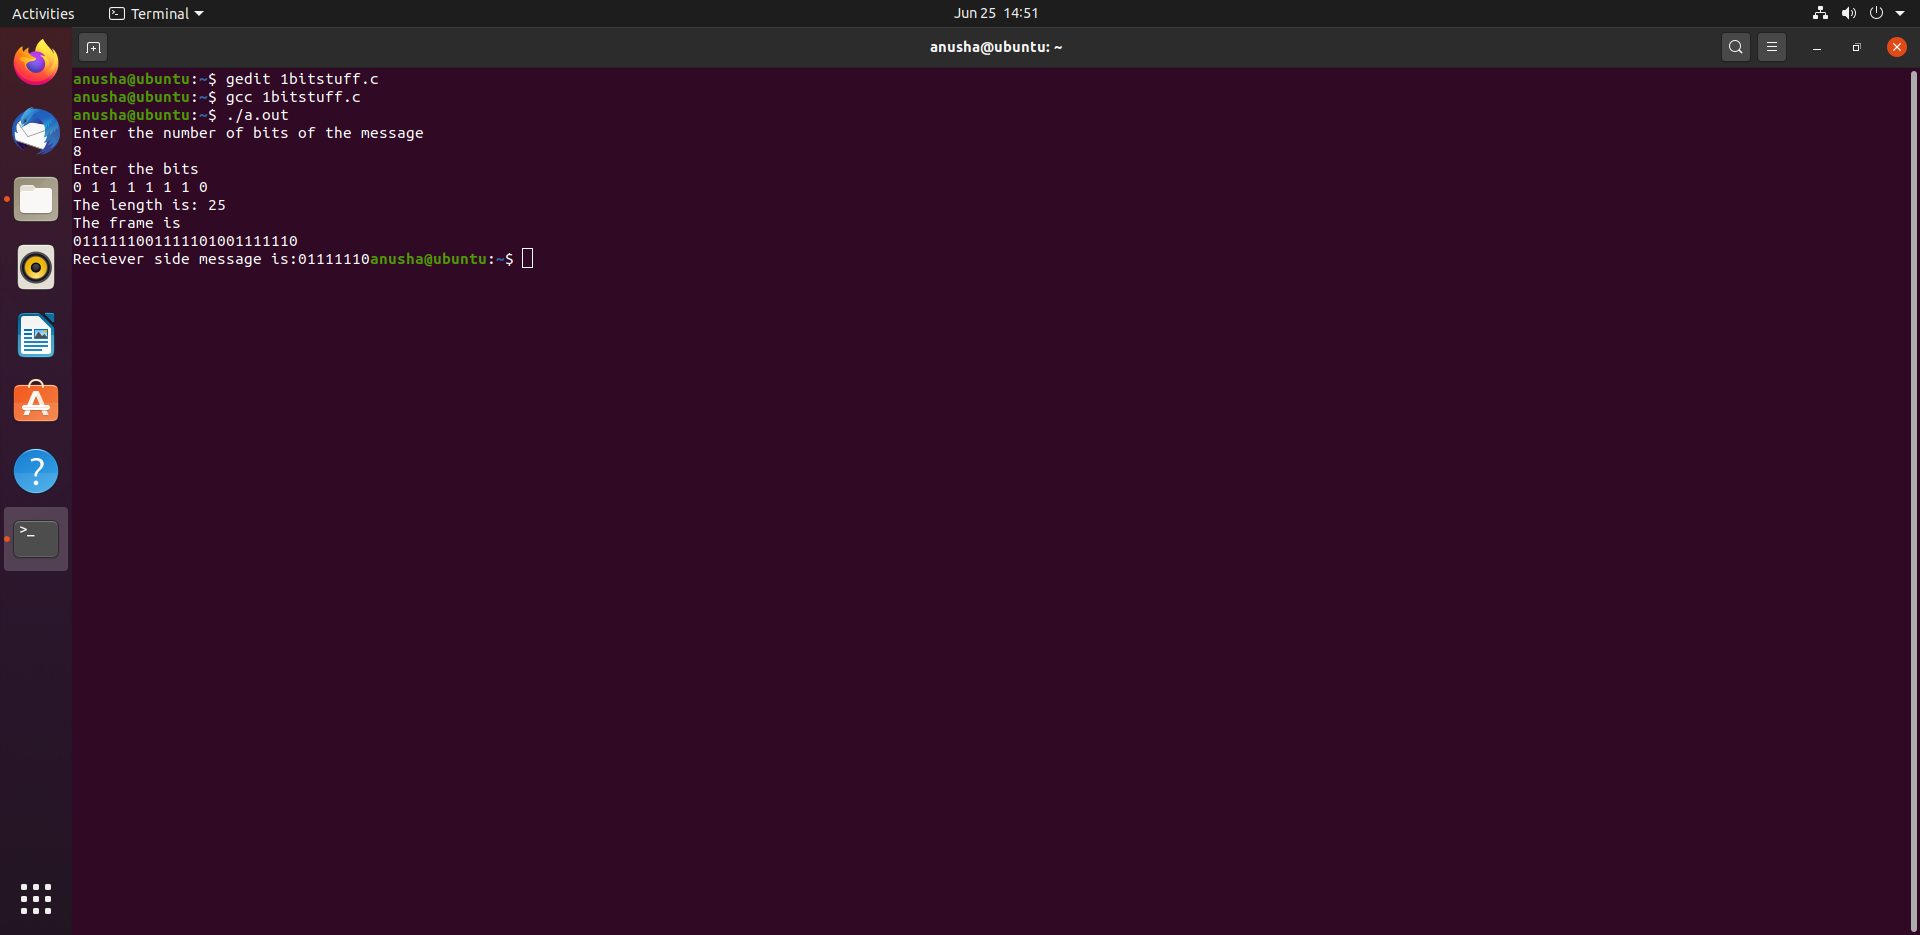 Activities
Terminal
Jun 25 14:51
anusha@ubuntu: ~
anusha@ubuntu:~$ gedit 1bitstuff.c
anusha@ubuntu:~$ gcc 1bitstuff.c
anusha@ubuntu:~$ ./a.out
Enter the number of bits of the message
8
Enter the bits
0 1 1 1 1 1 1 0
The length is: 25
The frame is
0111111001111101001111110
Reciever side message is:01111110anusha@ubuntu:~$